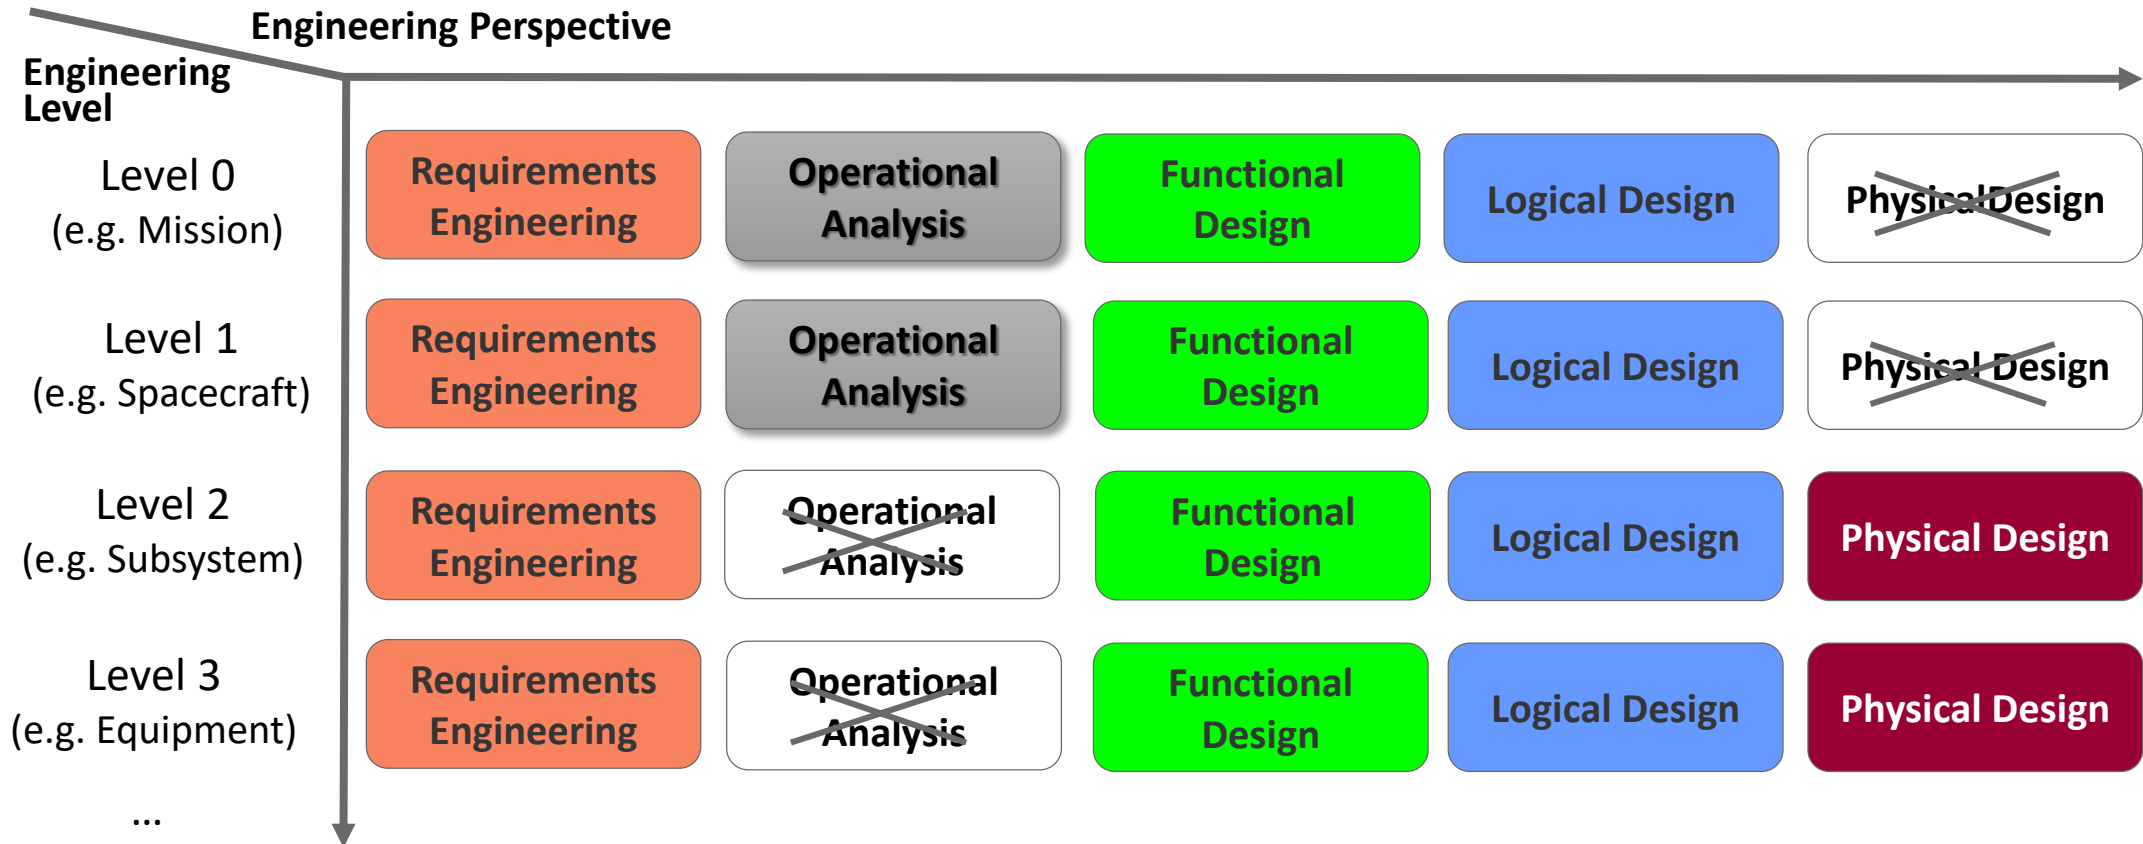 Engineering Perspective
Engineering
Level
Level 0
(e.g. Mission)
Requirements
Engineering
Operational
Analysis
Functional
Design
Logical Design
PhysicalDesign
Level 1
(e.g. Spacecraft)
Requirements
Engineering
Operational
Analysis
Functional
Design
Logical Design
Physical Design
Level 2
(e.g. Subsystem)
Requirements
Engineering
Operational
Analysis
Functional
Design
Logical Design
Physical Design
Level 3
(e.g. Equipment)
Requirements
Engineering
Operational
Analysis
Functional
Design
Logical Design
Physical Design
...